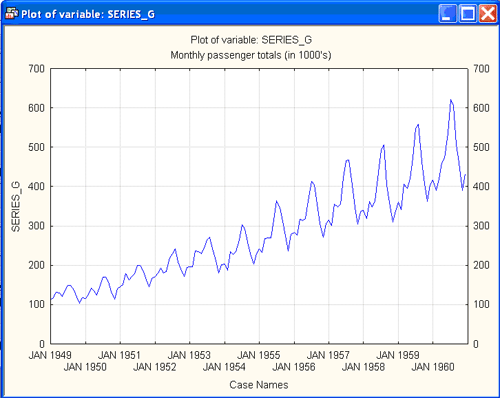 Plot of variable: SERIES_G
Plot of variable: SERIES_G
Monthly passenger totals (in 1000's)
700 700
600 600
500 500
400 400
300 300
200 200
100 100
0 0
SERIES_G
JAN 1949 JAN 1951 JAN 1953 JAN 1955 JAN 1957 JAN 1959
JAN 1950 JAN 1952 JAN 1954 JAN 1956 JAN 1958 JAN 1960
Case Names